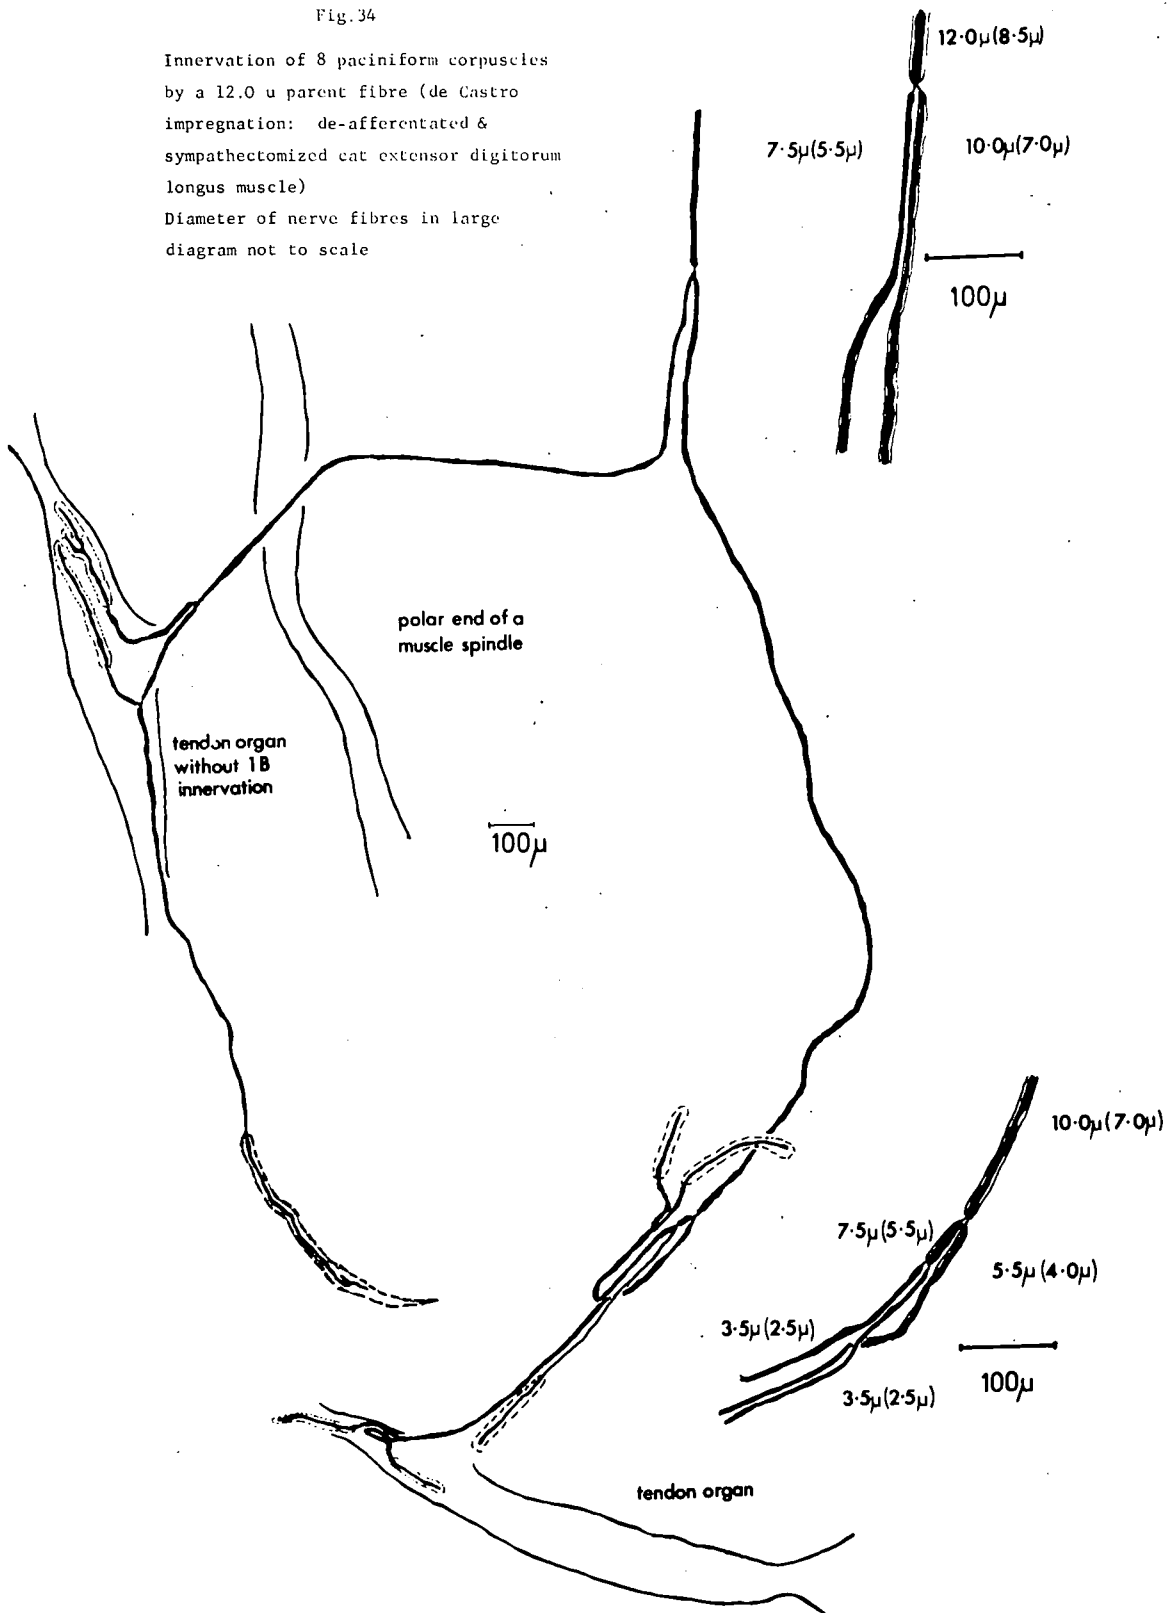 Fig.34
Innervation of 8 paciniform corpuscles
by a 12.0 u parent fibre (de Castro
impregnation: de-afferentated &
sympathectomized cat extensor digitorum
longus muscle)
Diameter of nerve fibres in large
diagram not to scale
12·0μ(8·5μ)
7·5μ(5·5μ)
10·0μ(7·0μ)
100μ
polar end of a
muscle spindle
tendon organ
without 1B
innervation
100μ
10·0μ(7·0μ)
7·5μ(5·5μ)
5·5μ(4·0μ)
3·5μ(2·5μ)
100μ
3·5μ(2·5μ)
tendon organ